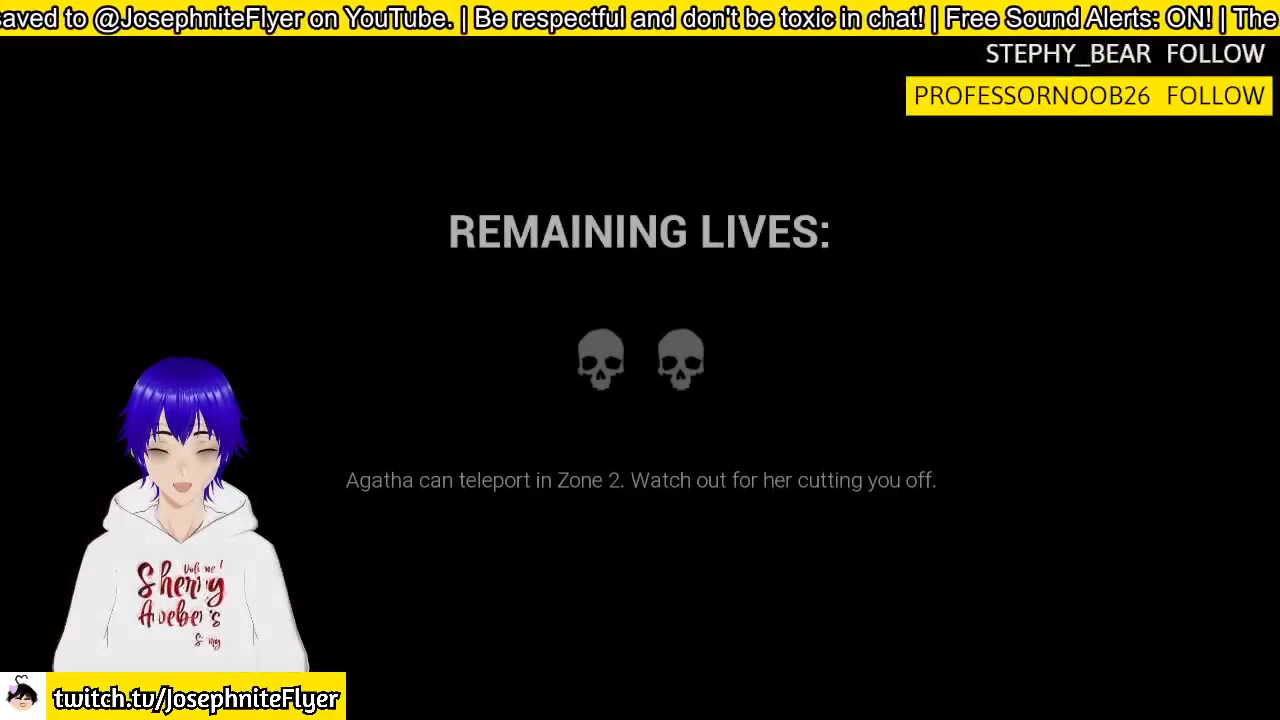 saved to @JosephniteFlyer on YouTube. | Be respectful and don't be toxic in chat! | Free Sound Alerts: ON! | The
STEPHY_BEAR FOLLOW
PROFESSORNOOB26 FOLLOW
REMAINING LIVES:
Agatha can teleport in Zone 2. Watch out for her cutting you off.
Sherry
twitch.tv/JosephniteFlyer